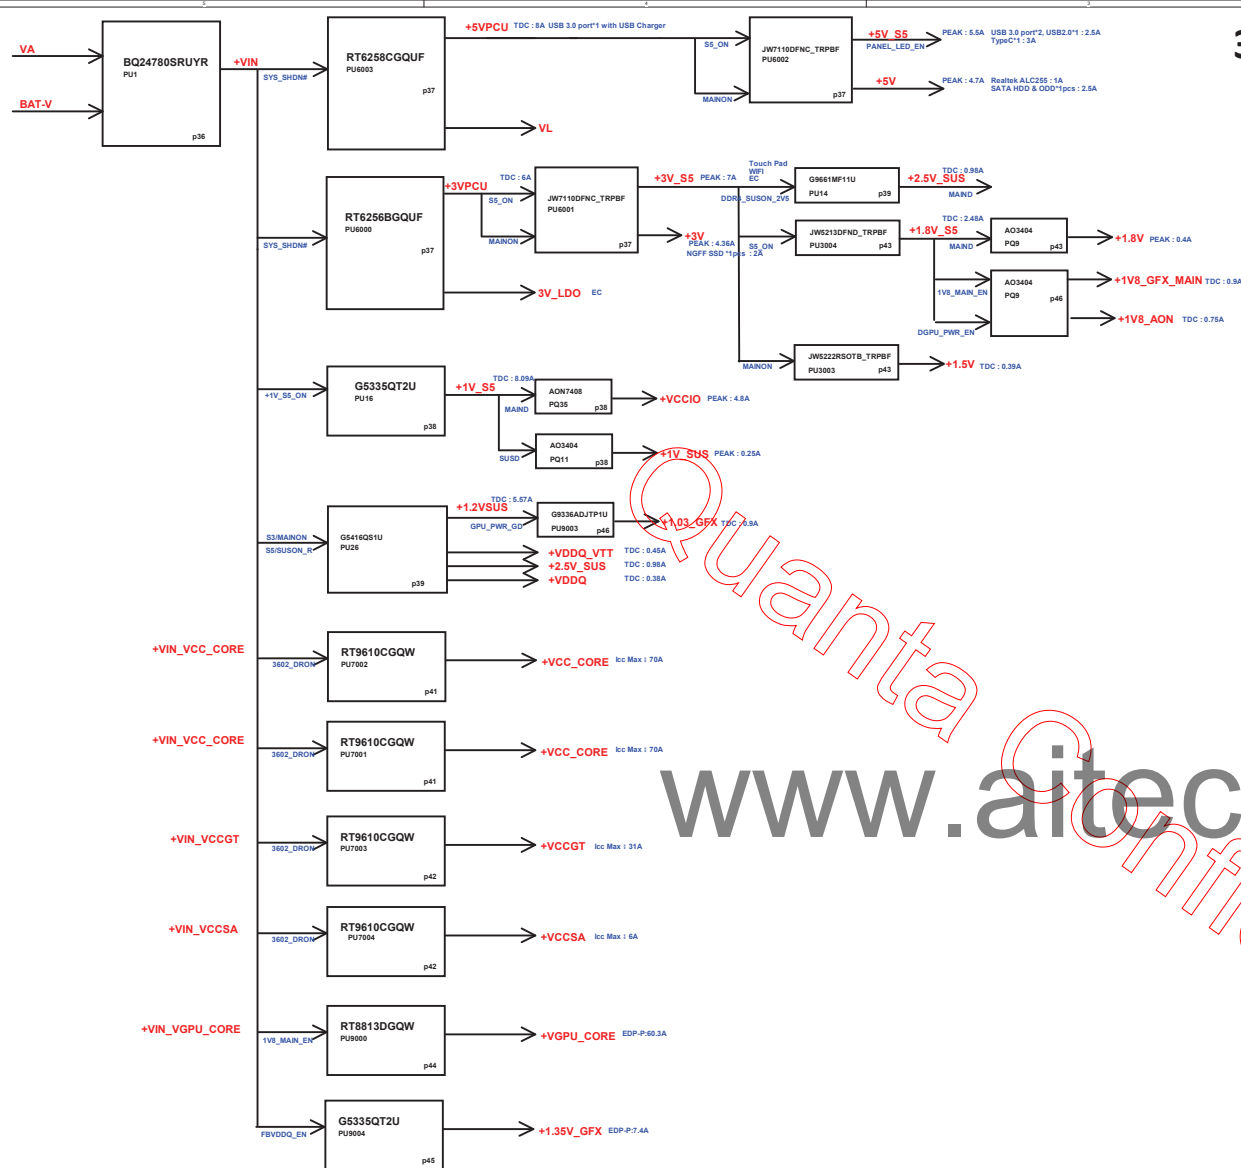 +5VPCU TDC : 8A USB 3.0 port*1 with USB Charger
VA
BAT-V
BQ24780SRUYR
PU1
p36
+VIN
SYS_SHDN#
RT6258CGQUF
PU6003
p37
VL
S5_ON
MAINON
JW7110DFNC_TRPBF
PU6002
p37
+5V_S5
PANEL_LED_EN
PEAK : 5.5A USB 3.0 port*2, USB2.0*1 : 2.5A
TypeC*1 : 3A
+5V
PEAK : 4.7A Realtek ALC255 : 1A
SATA HDD & ODD*1pcs : 2.5A
3
SYS_SHDN#
RT6256BGQUF
PU6000
p37
+3VPCU
TDC : 6A
S5_ON
MAINON
3V_LDO EC
JW7110DFNC_TRPBF
PU6001
p37
+3V_S5 PEAK : 7A
+3V
PEAK : 4.36A
NGFF SSD *1pcs : 2A
Touch Pad
WIFI
EC
DDR4_SUSON_2V5
G9661MF11U
PU14 p39
TDC : 0.98A
+2.5V_SUS
MAIND
S5_ON
JW5213DFND_TRPBF
PU3004 p43
TDC : 2.48A
+1.8V_S5
MAIND
AO3404
PQ9 p43
+1.8V PEAK : 0.4A
1V8_MAIN_EN
DGPU_PWR_EN
AO3404
PQ9 p46
+1V8_GFX_MAIN TDC : 0.9A
+1V8_AON TDC : 0.75A
MAINON
JW5222RSOTB_TRPBF
PU3003 p43
+1.5V TDC : 0.39A
+1V_S5_ON
G5335QT2U
PU16
p38
+1V_S5
TDC : 8.09A
MAIND
AON7408
PQ35 p38
+VCCIO PEAK : 4.8A
SUSD
AO3404
PQ11 p38
+1V_SUS PEAK : 0.25A
S3/MAINON
S5/SUSON_R
G5416QS1U
PU26
p39
+1.2VSUS
TDC : 5.57A
GPU_PWR_GD
G9336ADJTP1U
PU9003 p46
+1.03_GFX TDC : 0.9A
+VDDQ_VTT TDC : 0.45A
+2.5V_SUS TDC : 0.98A
+VDDQ TDC : 0.38A
+VIN_VCC_CORE
3602_DRON
RT9610CGQW
PU7002
p41
+VCC_CORE Icc Max : 70A
+VIN_VCC_CORE
3602_DRON
RT9610CGQW
PU7001
p41
+VCC_CORE Icc Max : 70A
+VIN_VCCGT
3602_DRON
RT9610CGQW
PU7003
p42
+VCCGT Icc Max : 31A
+VIN_VCCSA
3602_DRON
RT9610CGQW
PU7004
p42
+VCCSA Icc Max : 6A
+VIN_VGPU_CORE
1V8_MAIN_EN
RT8813DGQW
PU9000
p44
+VGPU_CORE EDP-P:60.3A
FBVDDQ_EN
G5335QT2U
PU9004
p45
+1.35V_GFX EDP-P:7.4A
Quanta Confi
www.aitec